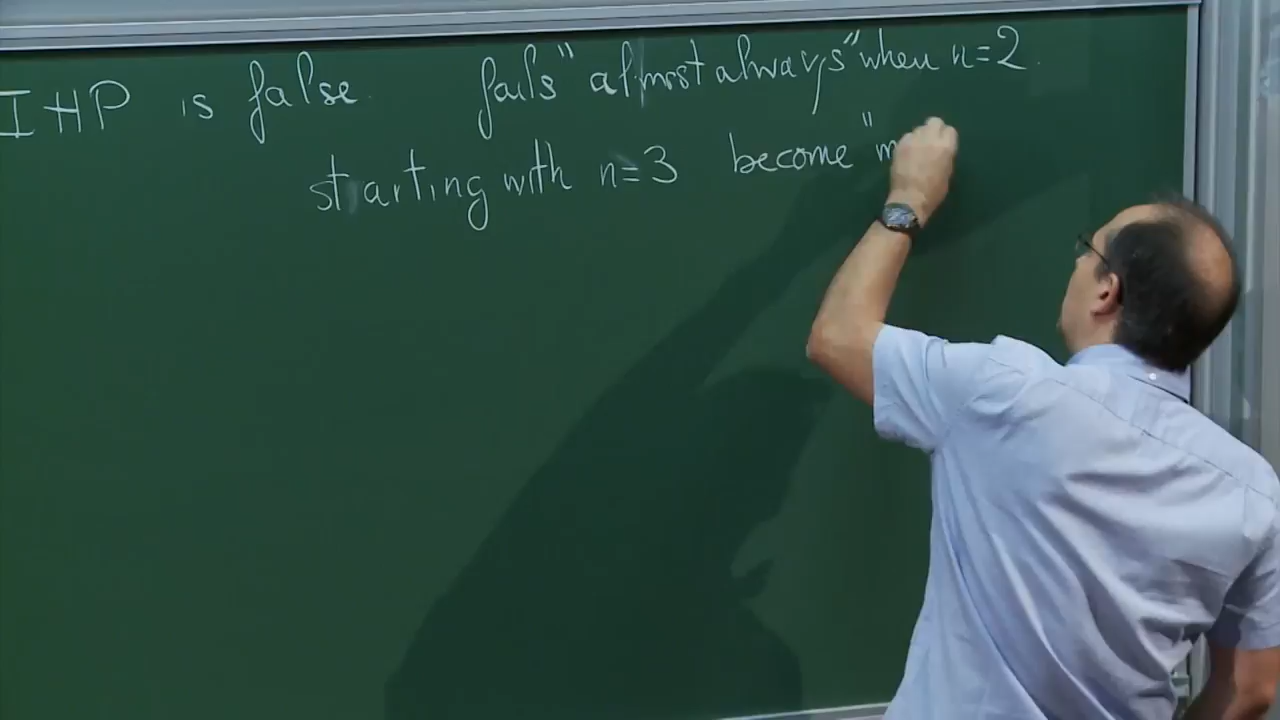 IHP is false. fails "almost always" when n=2.
starting with n=3 become "m